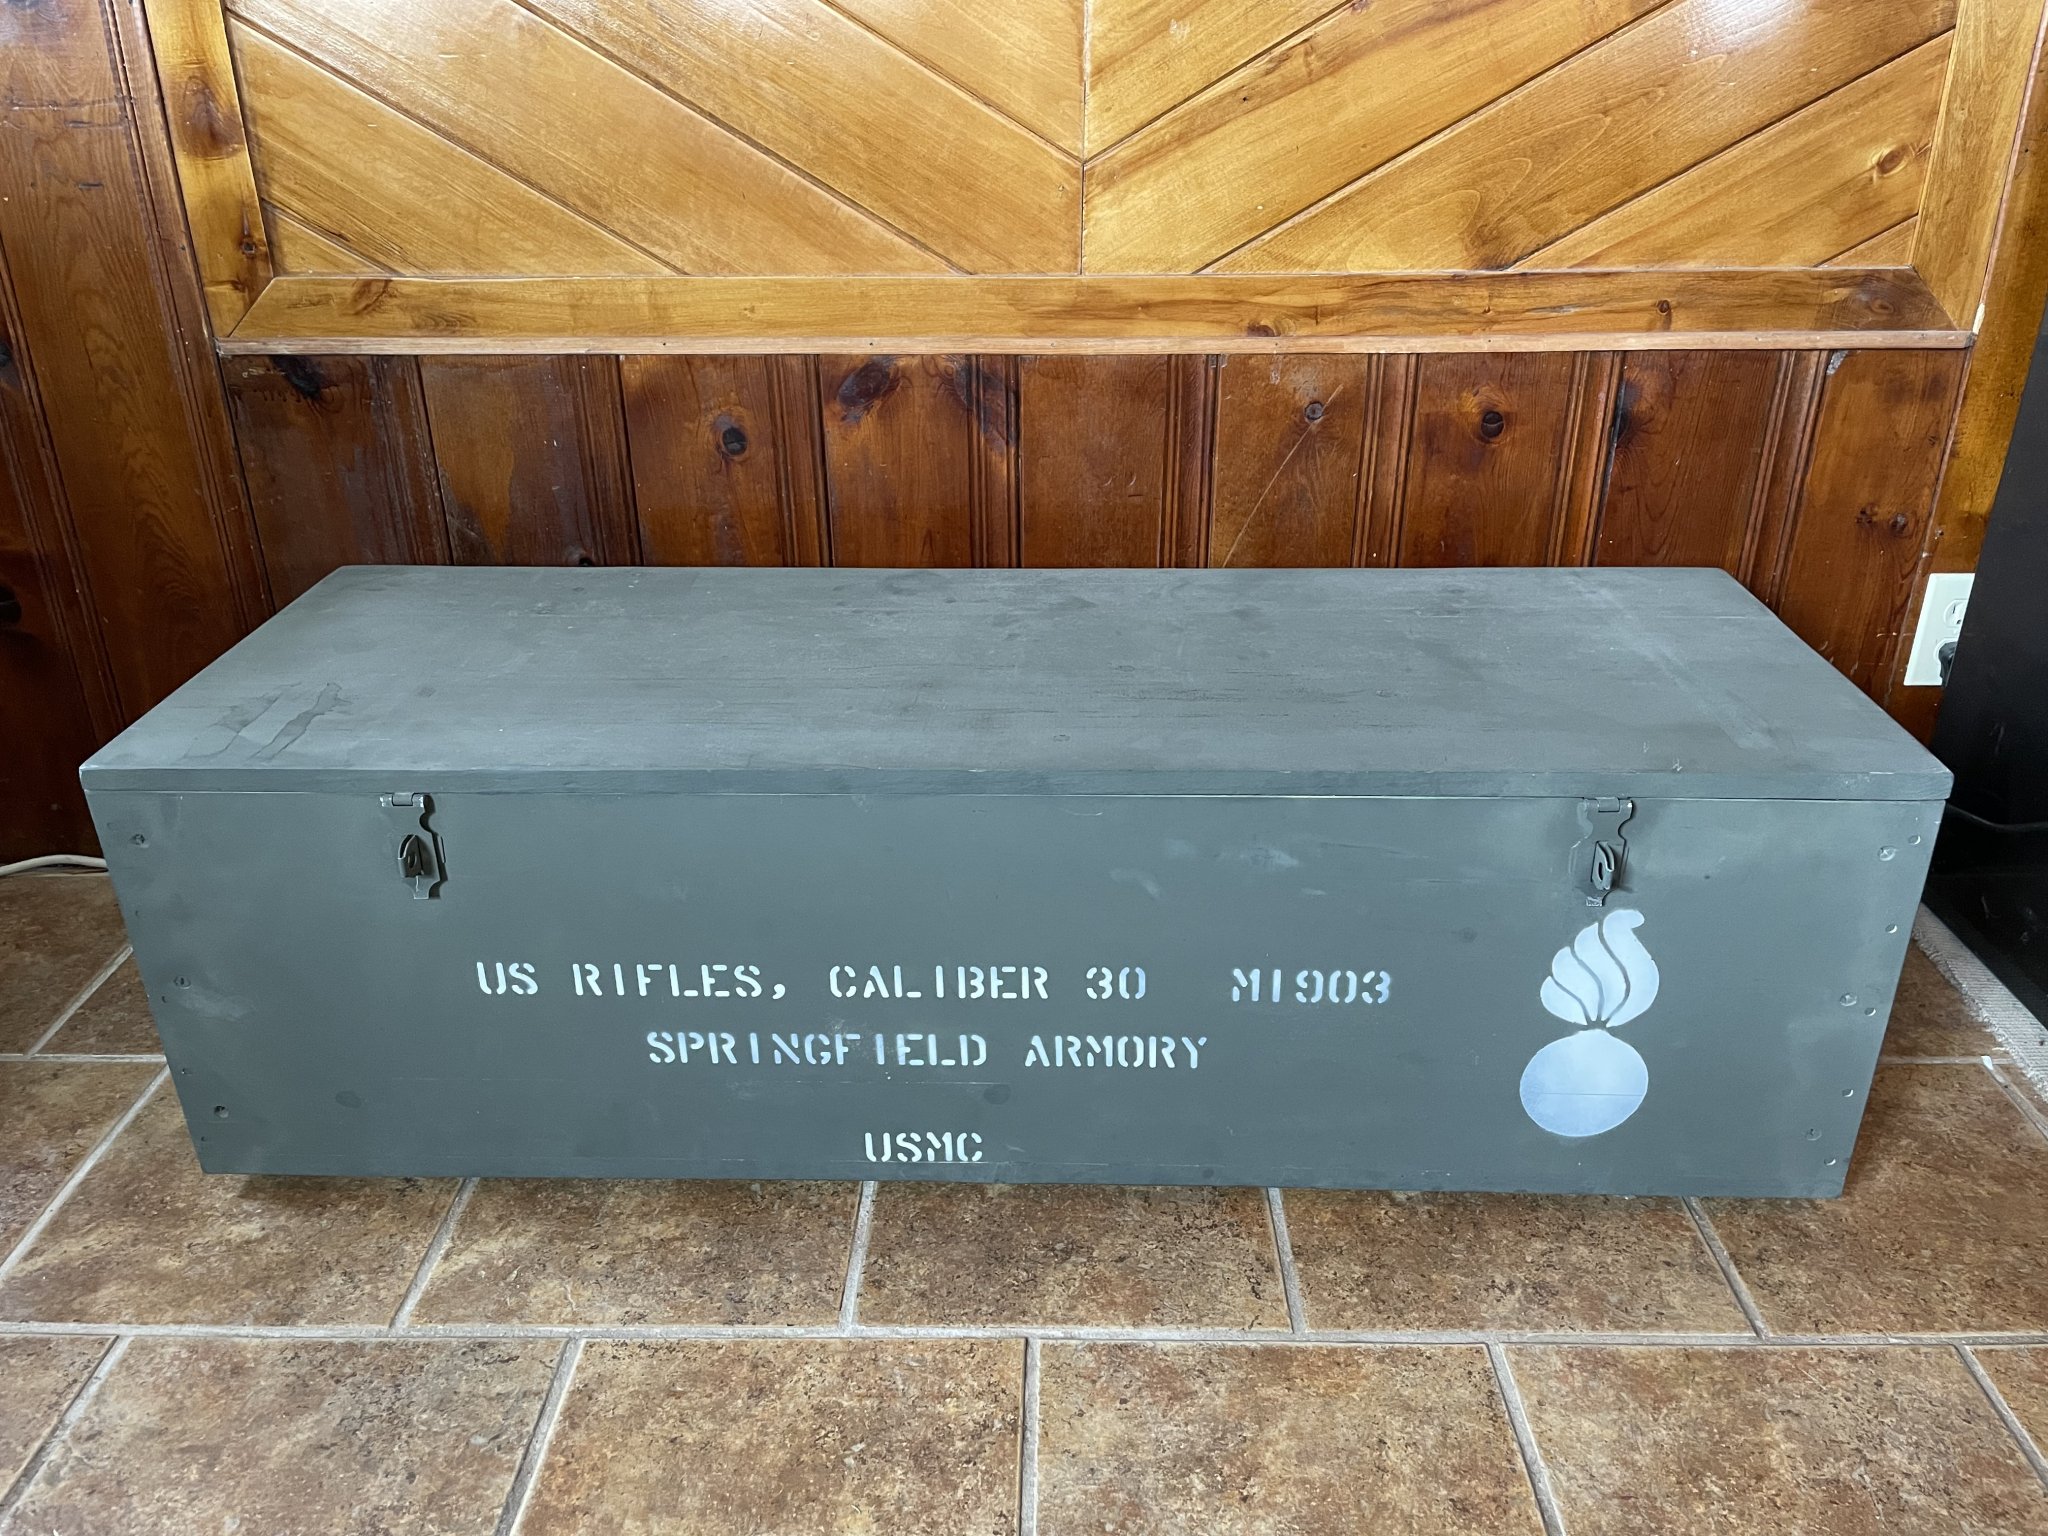 US RIFLES, CALIBER 30 M1903
SPRINGFIELD ARMORY
USMC